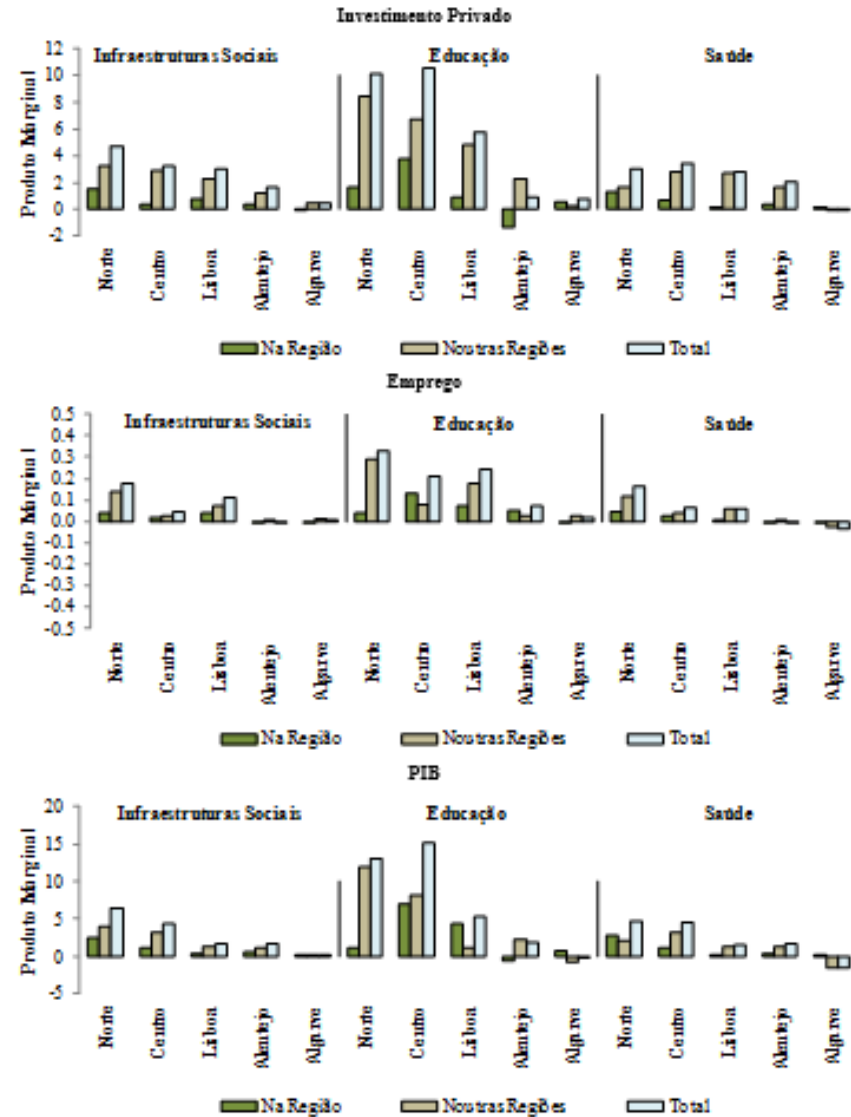 Investimento Privado
Infraestruturas Sociais Educação Saúde
Produto Marginal
12
10
8
6
4
2
0
-2
Norte Centro Lisboa Alentejo Algarve Norte Centro Lisboa Alentejo Algarve Norte Centro Lisboa Alentejo Algarve
Na Região Noutras Regiões Total
Emprego
Infraestruturas Sociais Educação Saúde
Produto Marginal
0.5
0.4
0.3
0.2
0.1
0.0
-0.1
-0.2
-0.3
-0.4
-0.5
Norte Centro Lisboa Alentejo Algarve Norte Centro Lisboa Alentejo Algarve Norte Centro Lisboa Alentejo Algarve
Na Região Noutras Regiões Total
PIB
Infraestruturas Sociais Educação Saúde
Produto Marginal
20
15
10
5
0
-5
Norte Centro Lisboa Alentejo Algarve Norte Centro Lisboa Alentejo Algarve Norte Centro Lisboa Alentejo Algarve
Na Região Noutras Regiões Total